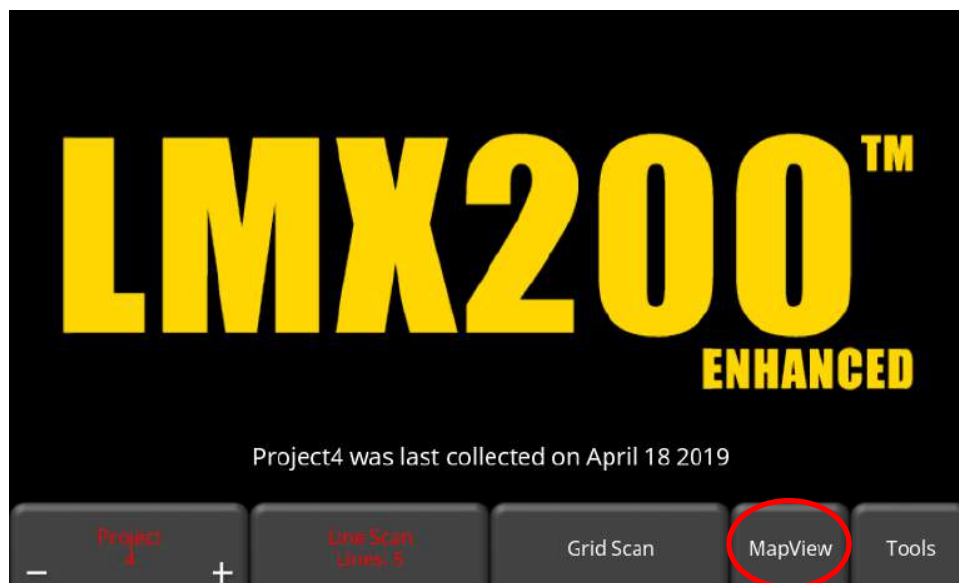 LMX200™
ENHANCED
Project4 was last collected on April 18 2019
Project
4
− +
Line Scan
Lines: 5
Grid Scan
MapView
Tools